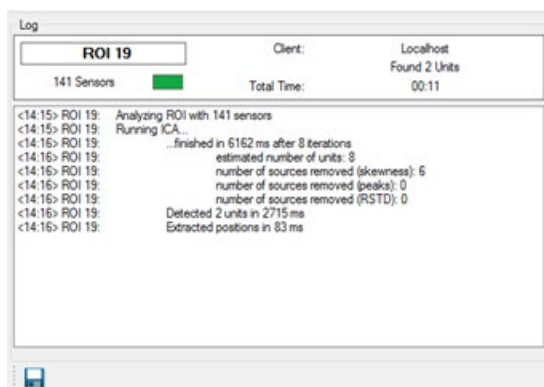 Log
ROI 19
Client:
Localhost
Found 2 Units
141 Sensors
Total Time:
00:11
<14:15> ROI 19: Analyzing ROI with 141 sensors
<14:15> ROI 19: Running ICA...
<14:16> ROI 19: ...finished in 6162 ms after 8 iterations
<14:16> ROI 19: estimated number of units: 8
<14:16> ROI 19: number of sources removed (skewness): 6
<14:16> ROI 19: number of sources removed (peaks): 0
<14:16> ROI 19: number of sources removed (RSTD): 0
<14:16> ROI 19: Detected 2 units in 2715 ms
<14:16> ROI 19: Extracted positions in 83 ms